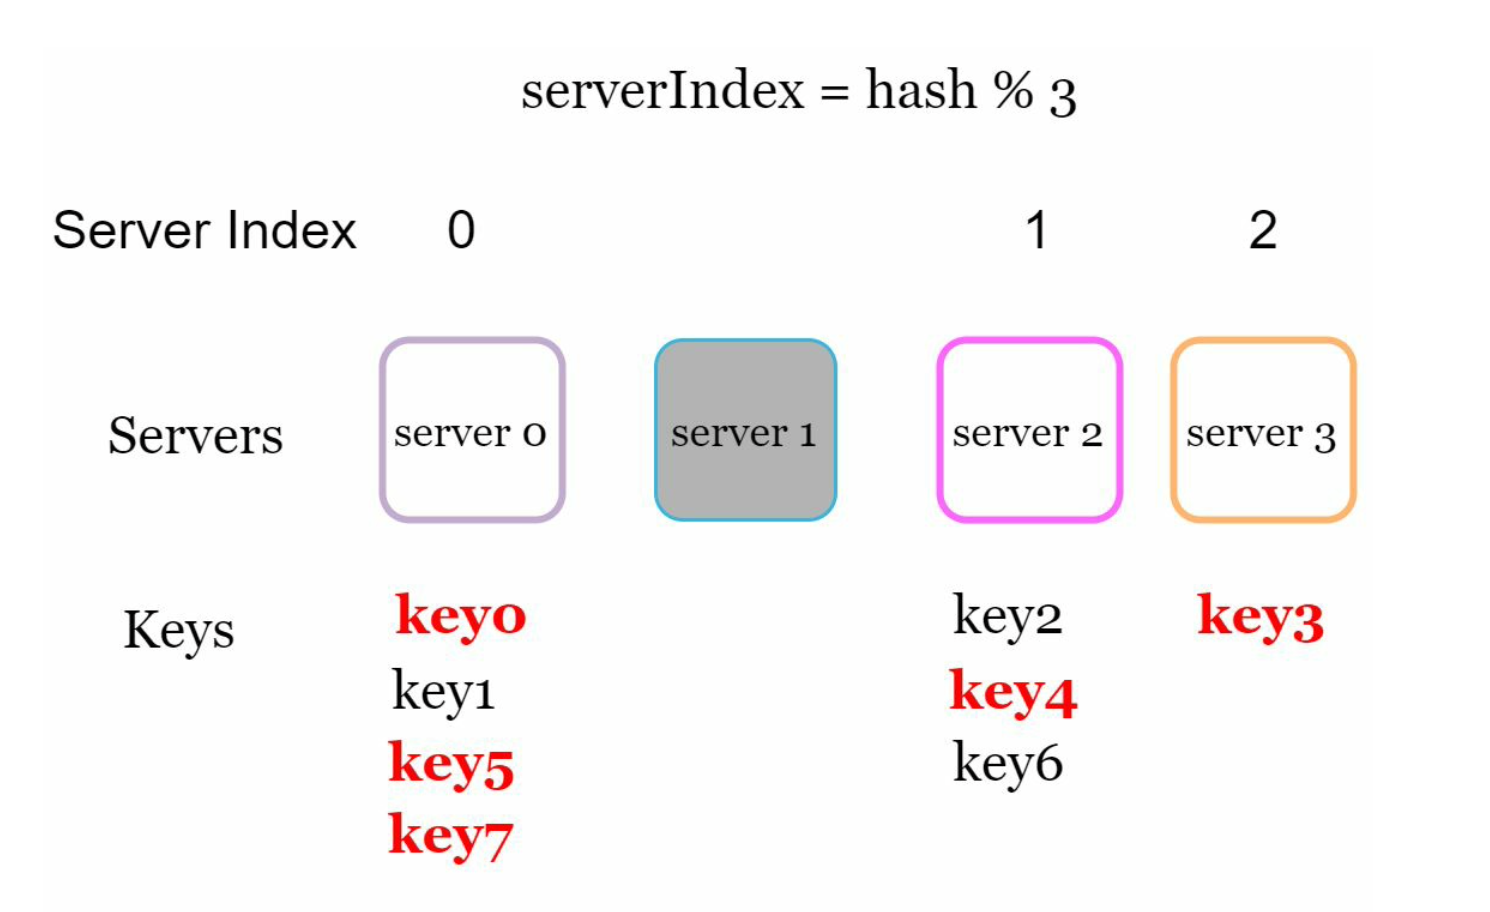 serverIndex = hash % 3
Server Index 0 1 2
Servers server 0 server 1 server 2 server 3
Keys key0 key2 key3
key1 key4
key5 key6
key7